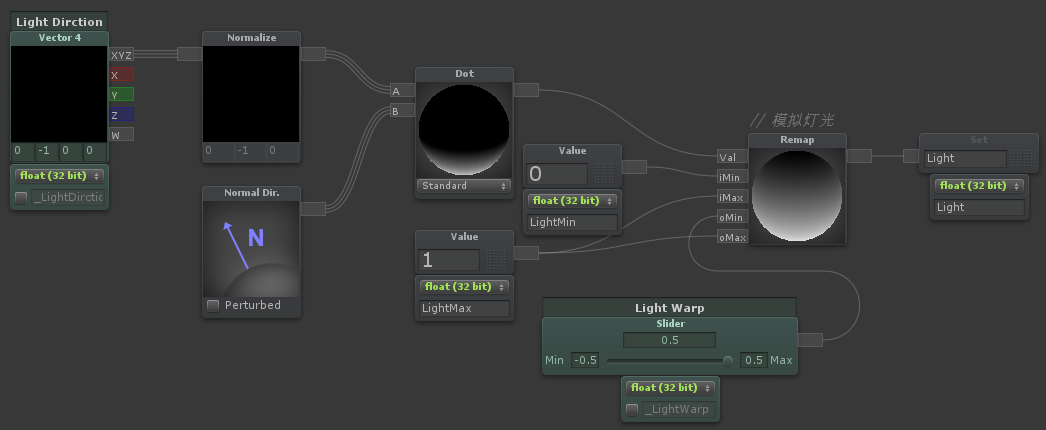 Light Dirction
Vector 4
XYZ
X
Y
Z
W
0 -1 0 0
float (32 bit)
_LightDirctic
Normalize
0 -1 0
Normal Dir.
N
Perturbed
Dot
A
B
Standard
Value
1
float (32 bit)
LightMax
Value
0
float (32 bit)
LightMin
// 模拟灯光
Remap
Val
iMin
iMax
oMin
oMax
Set
Light
float (32 bit)
Light
Light Warp
Slider
0.5
Min -0.5 0.5 Max
float (32 bit)
_LightWarp